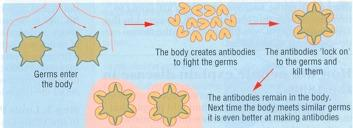 Germs enter
the body
The body creates antibodies
to fight the germs
The antibodies 'lock on'
to the germs and
kill them
The antibodies remain in the body.
Next time the body meets similar germs
it is even better at making antibodies